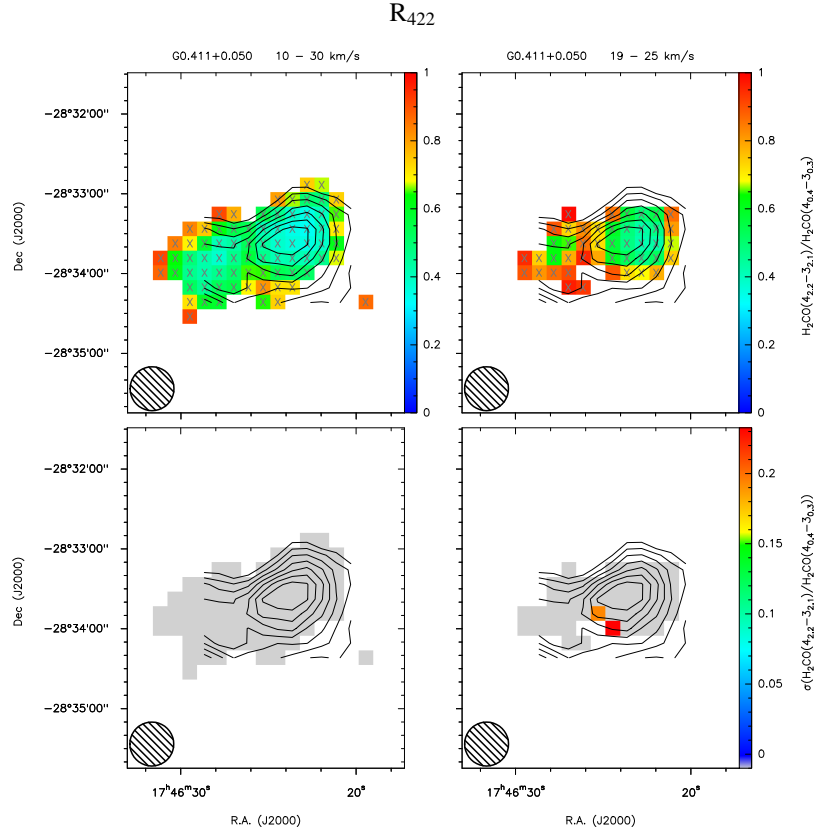 R₄₂₂
G0.411+0.050 10 – 30 km/s
G0.411+0.050 19 – 25 km/s
Dec (J2000)
−28°32'00''
−28°33'00''
−28°34'00''
−28°35'00''
1
0.8
0.6
0.4
0.2
0
1
0.8
0.6
0.4
0.2
0
H₂CO(4₂,₂−3₂,₁)/H₂CO(4₀,₄−3₀,₃)
Dec (J2000)
−28°32'00''
−28°33'00''
−28°34'00''
−28°35'00''
0.2
0.15
0.1
0.05
0
σ(H₂CO(4₂,₂−3₂,₁)/H₂CO(4₀,₄−3₀,₃))
17ʰ46ᵐ30ˢ
20ˢ
20ˢ
R.A. (J2000)
R.A. (J2000)